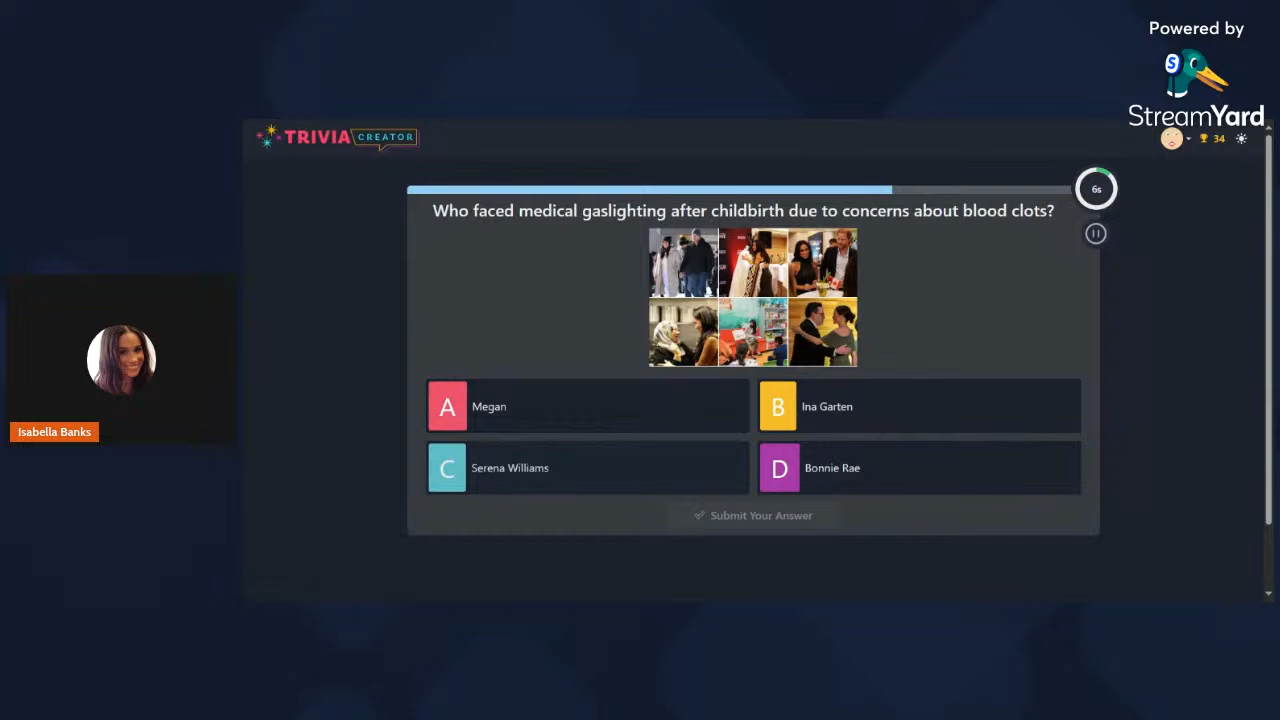 Powered by
S
StreamYard
TRIVIA CREATOR
34
6s
Who faced medical gaslighting after childbirth due to concerns about blood clots?
A Megan
B Ina Garten
C Serena Williams
D Bonnie Rae
Submit Your Answer
Isabella Banks